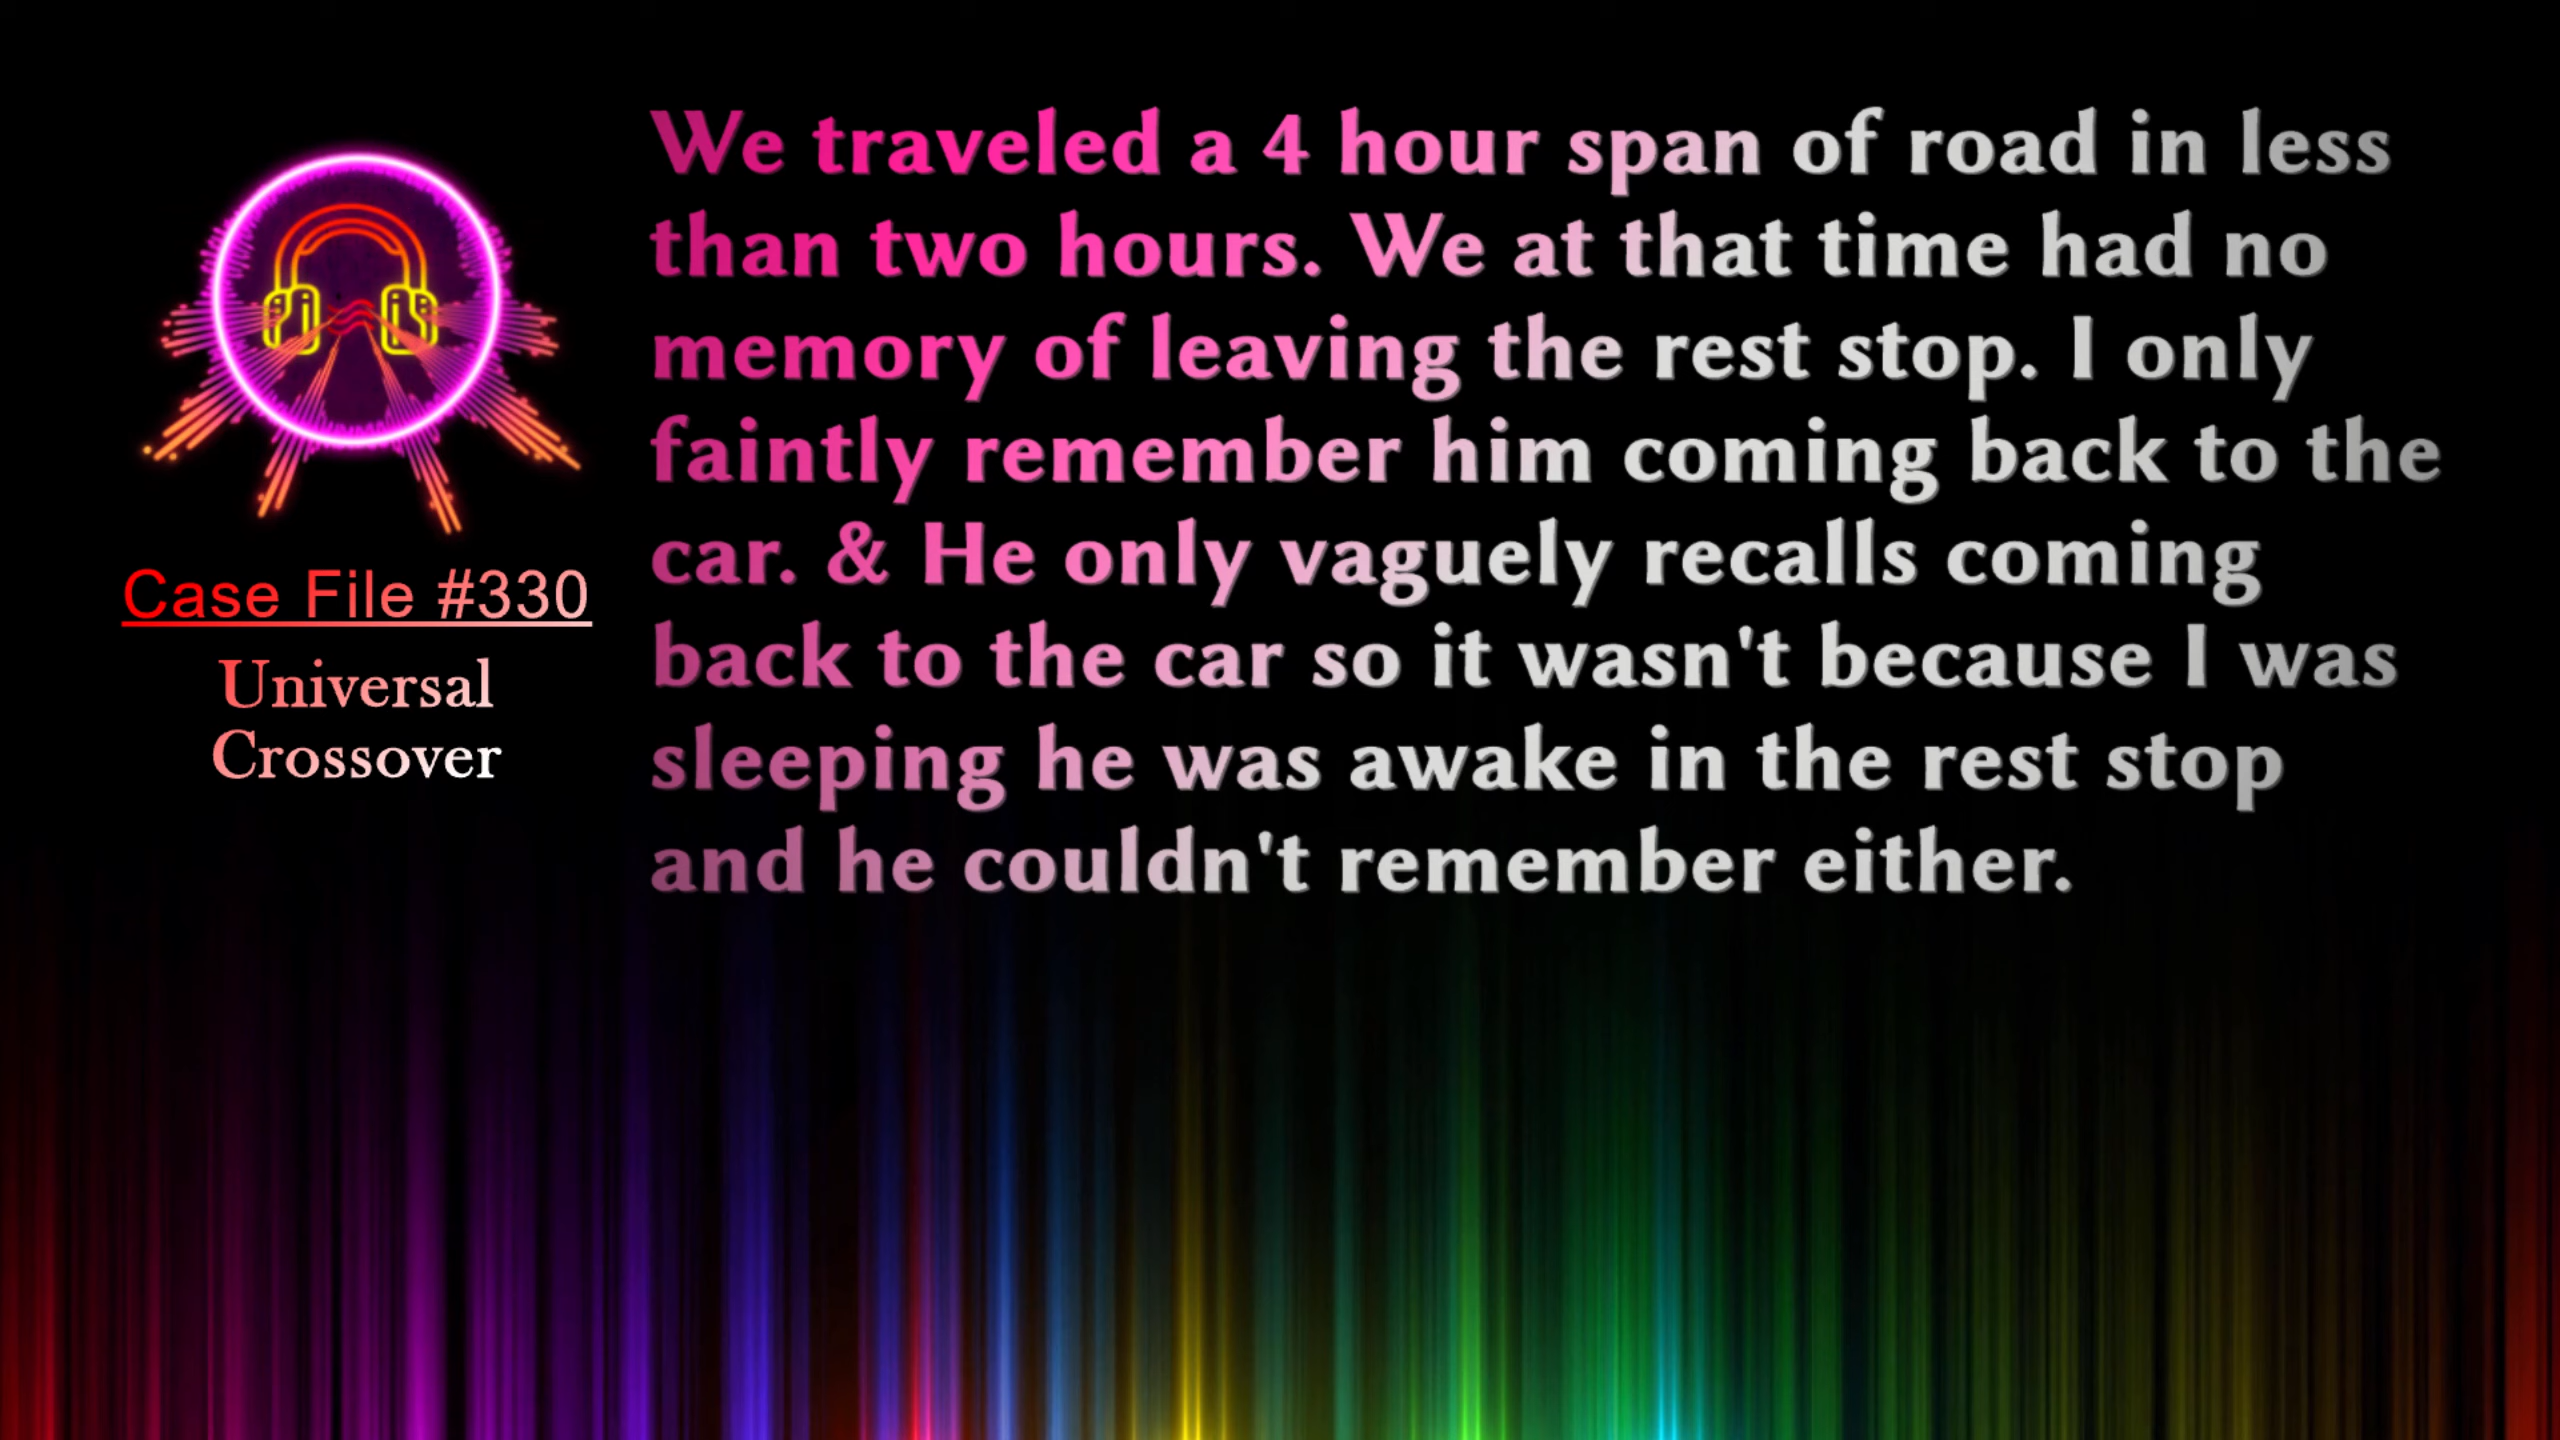 Case File #330
Universal
Crossover
We traveled a 4 hour span of road in less
than two hours. We at that time had no
memory of leaving the rest stop. I only
faintly remember him coming back to the
car. & He only vaguely recalls coming
back to the car so it wasn't because I was
sleeping he was awake in the rest stop
and he couldn't remember either.